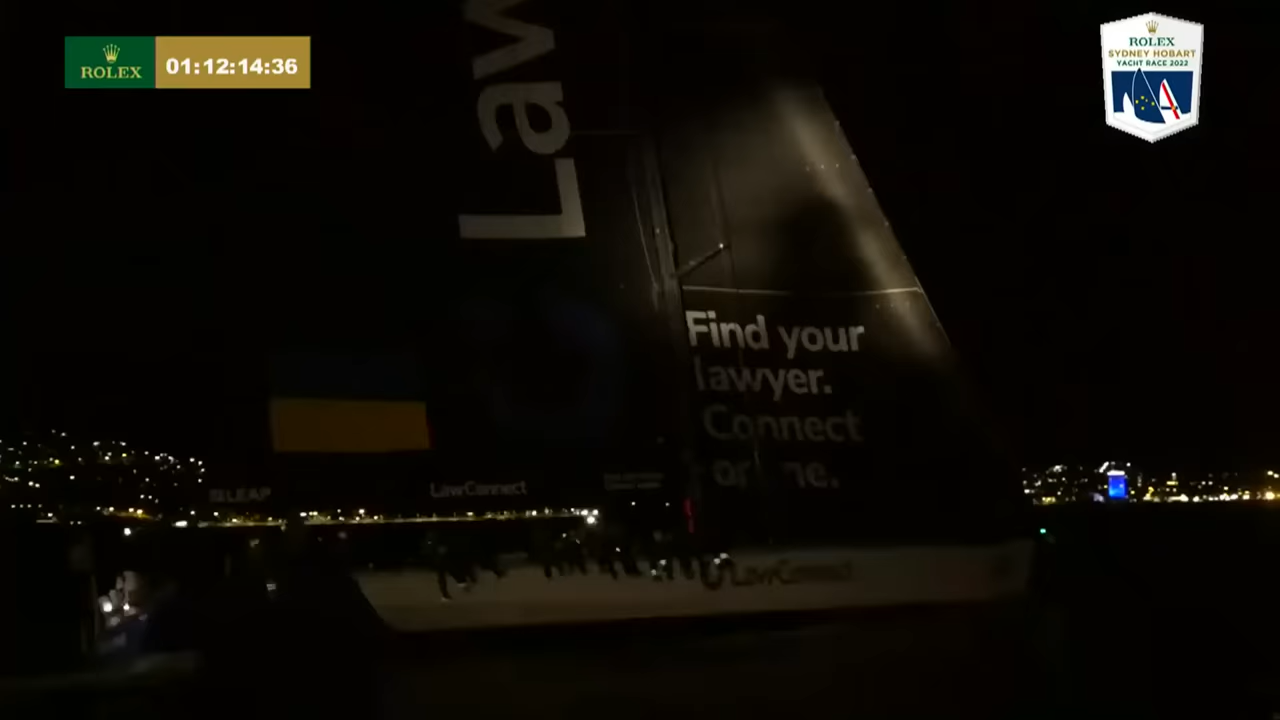 ROLEX
01:12:14:36
ROLEX
SYDNEY HOBART
YACHT RACE 2022
Law
Find your
lawyer.
Connect
LEAP
LawConnect
LawConnect